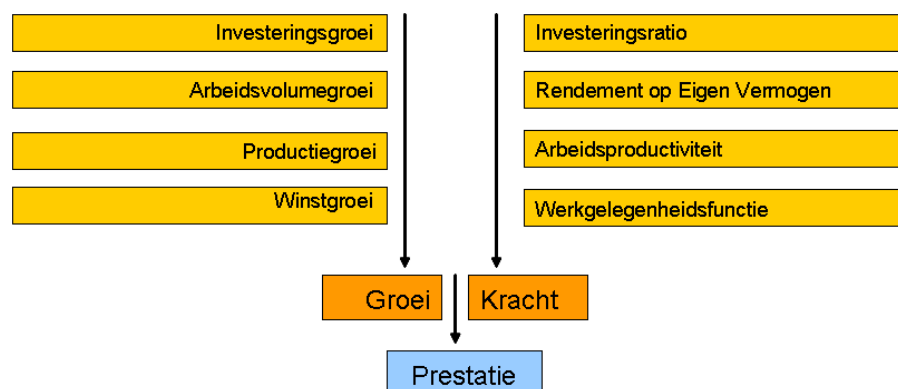 Investeringsgroei
Investeringsratio
Arbeidsvolumegroei
Rendement op Eigen Vermogen
Productiegroei
Arbeidsproductiviteit
Winstgroei
Werkgelegenheidsfunctie
Groei
Kracht
Prestatie